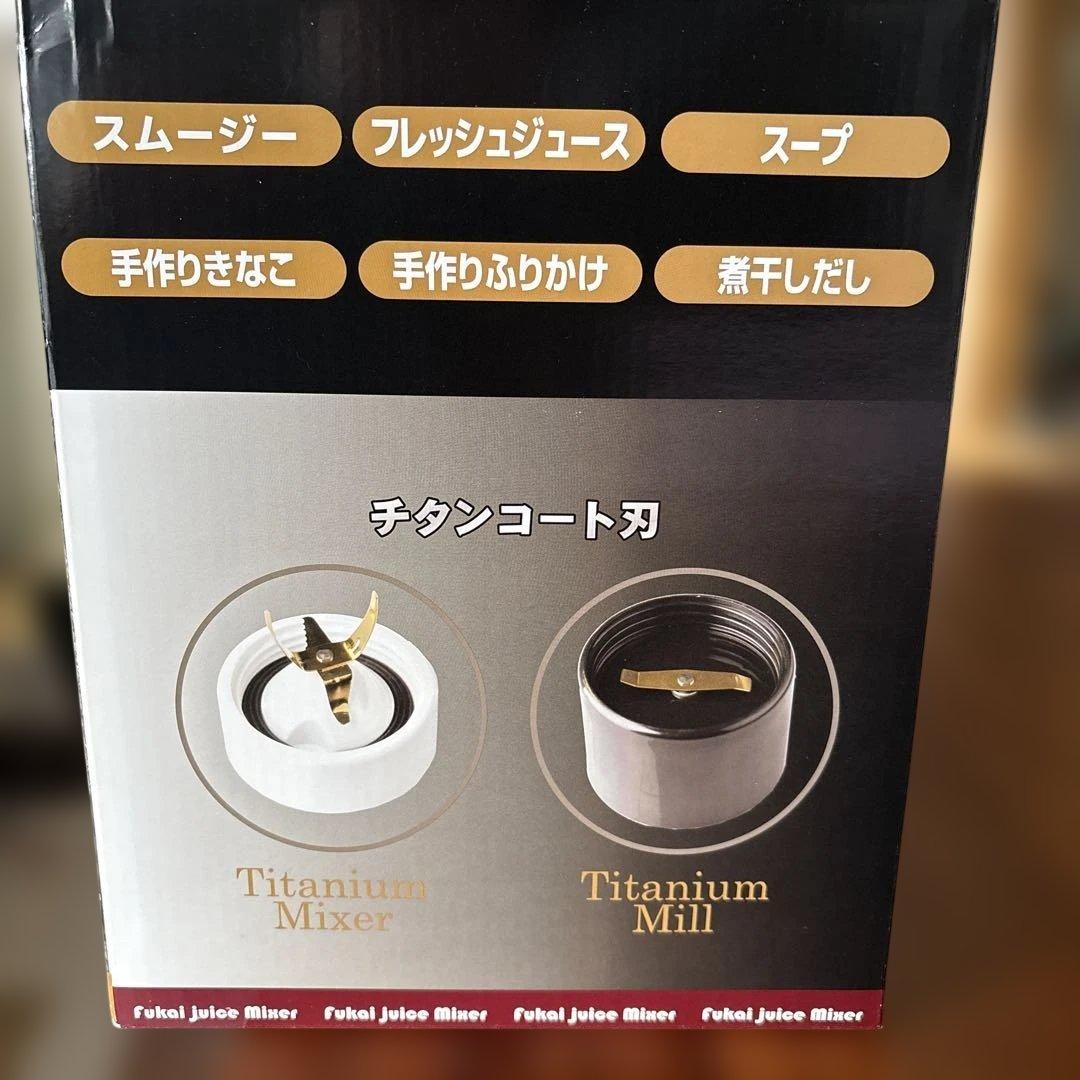 スムージー フレッシュジュース スープ
手作りきなこ 手作りふりかけ 煮干しだし
チタンコート刃
Titanium
Mixer
Titanium
Mill
Fukai juice Mixer Fukai juice Mixer Fukai juice Mixer Fukai juice Mixer